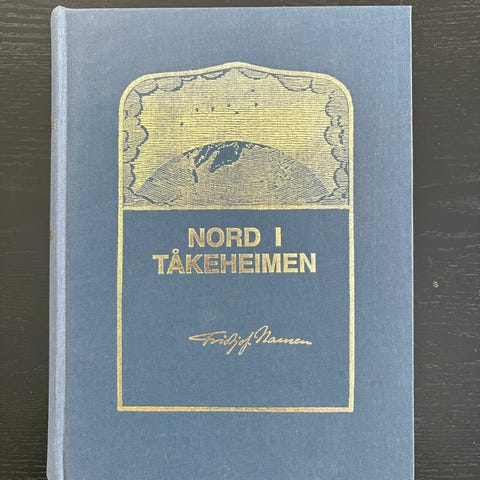 NORD I
TÅKEHEIMEN
Fridtjof Nansen